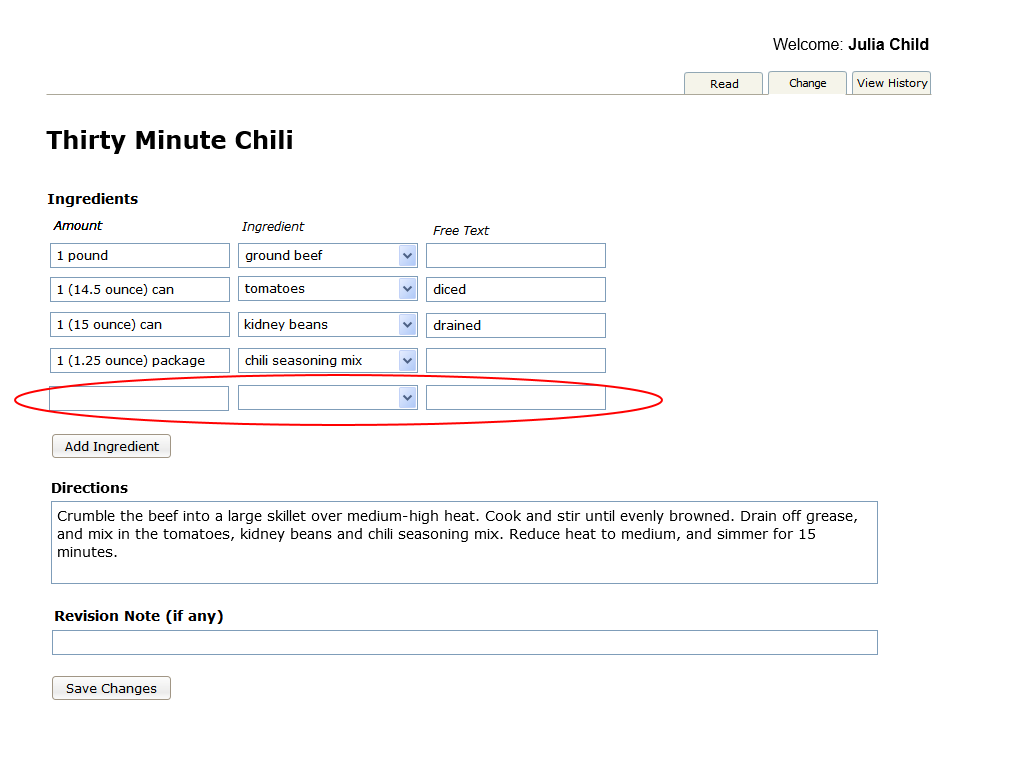 Welcome: Julia Child
Read Change View History
Thirty Minute Chili
Ingredients
Amount Ingredient Free Text
1 pound ground beef
1 (14.5 ounce) can tomatoes diced
1 (15 ounce) can kidney beans drained
1 (1.25 ounce) package chili seasoning mix
Add Ingredient
Directions
Crumble the beef into a large skillet over medium-high heat. Cook and stir until evenly browned. Drain off grease,
and mix in the tomatoes, kidney beans and chili seasoning mix. Reduce heat to medium, and simmer for 15
minutes.
Revision Note (if any)
Save Changes